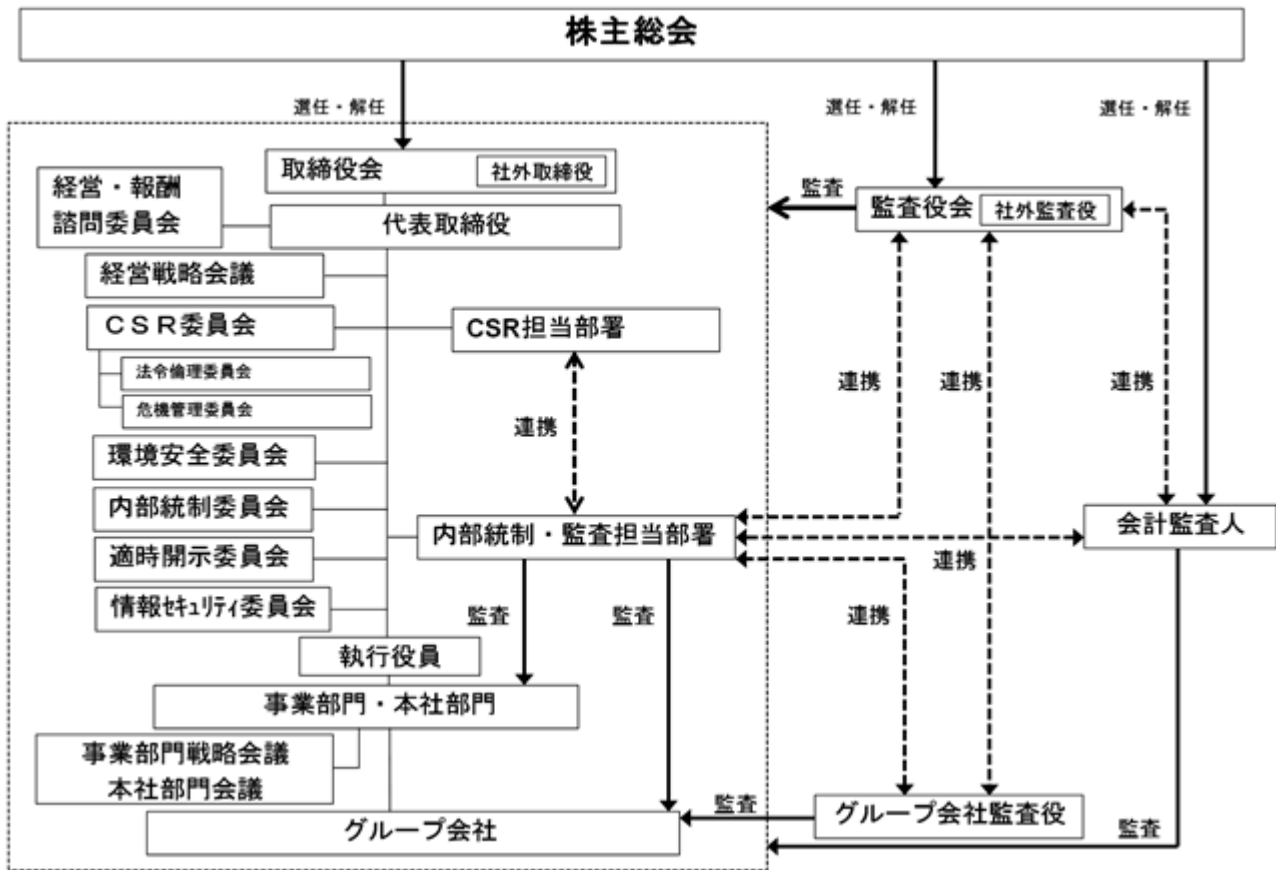 株主総会
選任・解任
選任・解任
選任・解任
取締役会
社外取締役
経営・報酬
諮問委員会
代表取締役
監査
監査役会
社外監査役
経営戦略会議
ＣＳＲ委員会
CSR担当部署
法令倫理委員会
危機管理委員会
連携
連携
連携
連携
環境安全委員会
内部統制委員会
内部統制・監査担当部署
会計監査人
適時開示委員会
連携
情報ｾｷｭﾘﾃｨ委員会
監査
監査
連携
執行役員
事業部門・本社部門
事業部門戦略会議
本社部門会議
グループ会社
監査
グループ会社監査役
監査